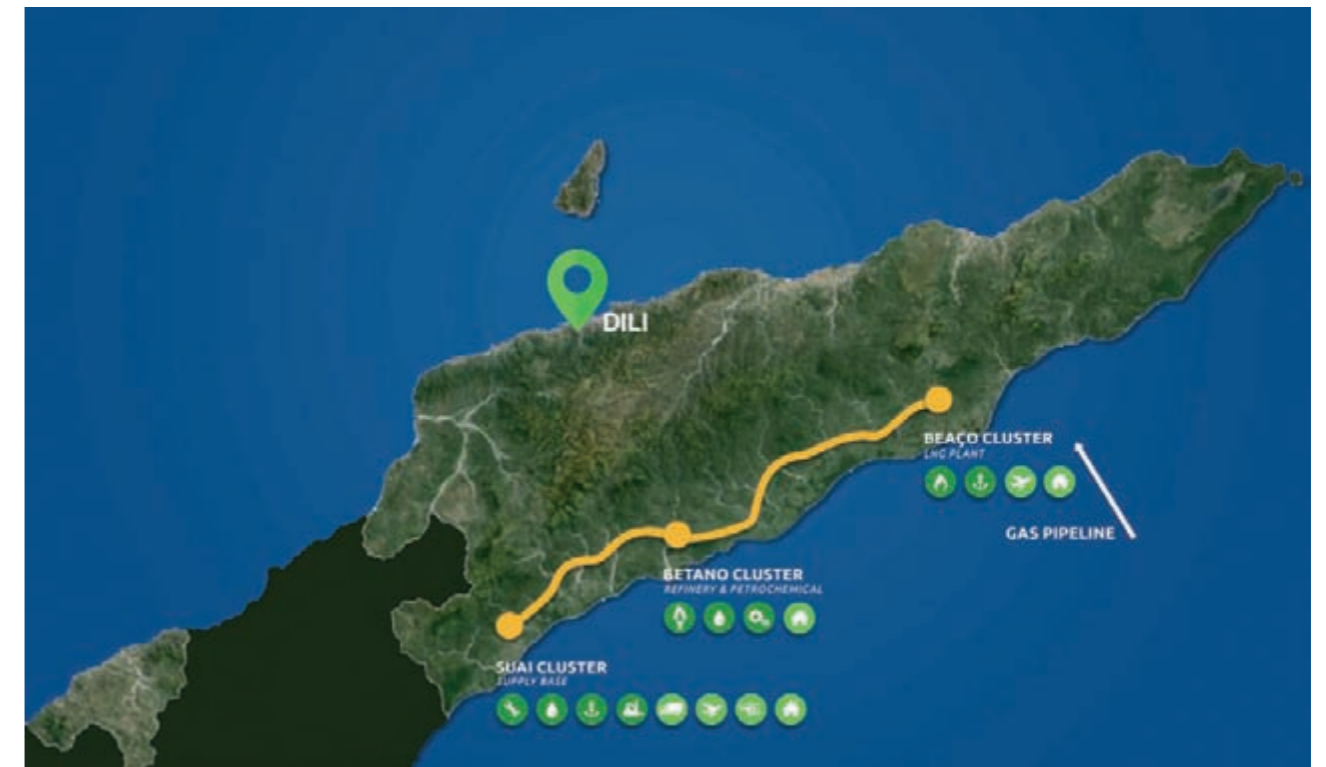 DILI
BEAÇO CLUSTER
LNG PLANT
GAS PIPELINE
BETANO CLUSTER
REFINERY & PETROCHEMICAL
SUAI CLUSTER
SUPPLY BASE